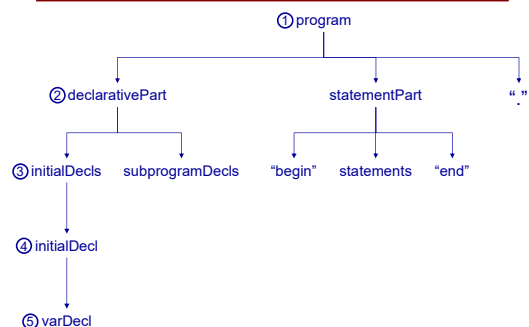 ① program
② declarativePart statementPart “.”
③ initialDecls subprogramDecls “begin” statements “end”
④ initialDecl
⑤ varDecl